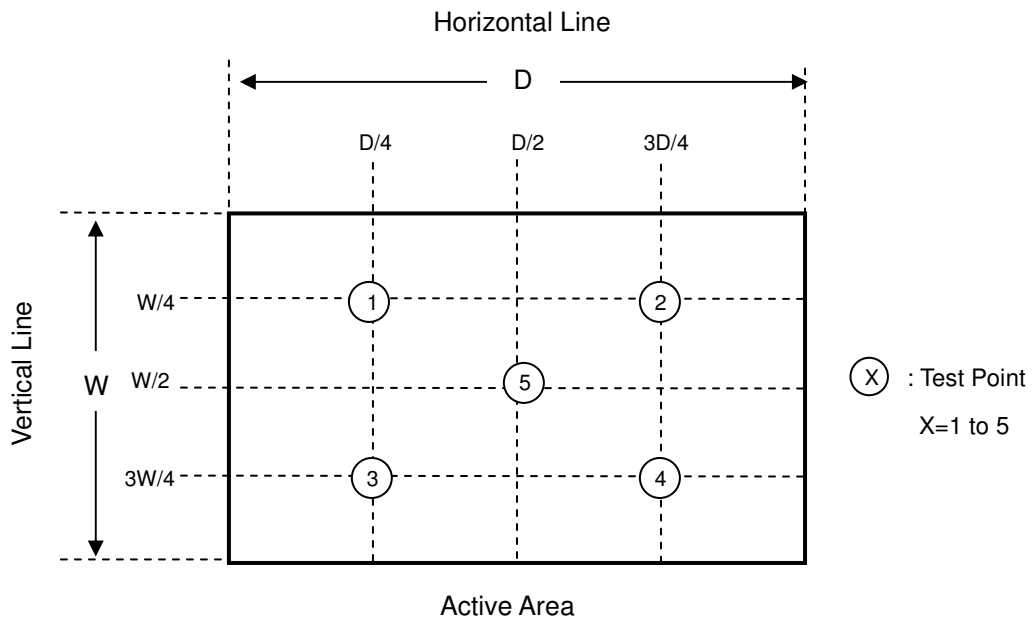 Horizontal Line
D
D/4 D/2 3D/4
W/4 1 2
Vertical Line
W W/2 5
X : Test Point
X=1 to 5
3W/4 3 4
Active Area